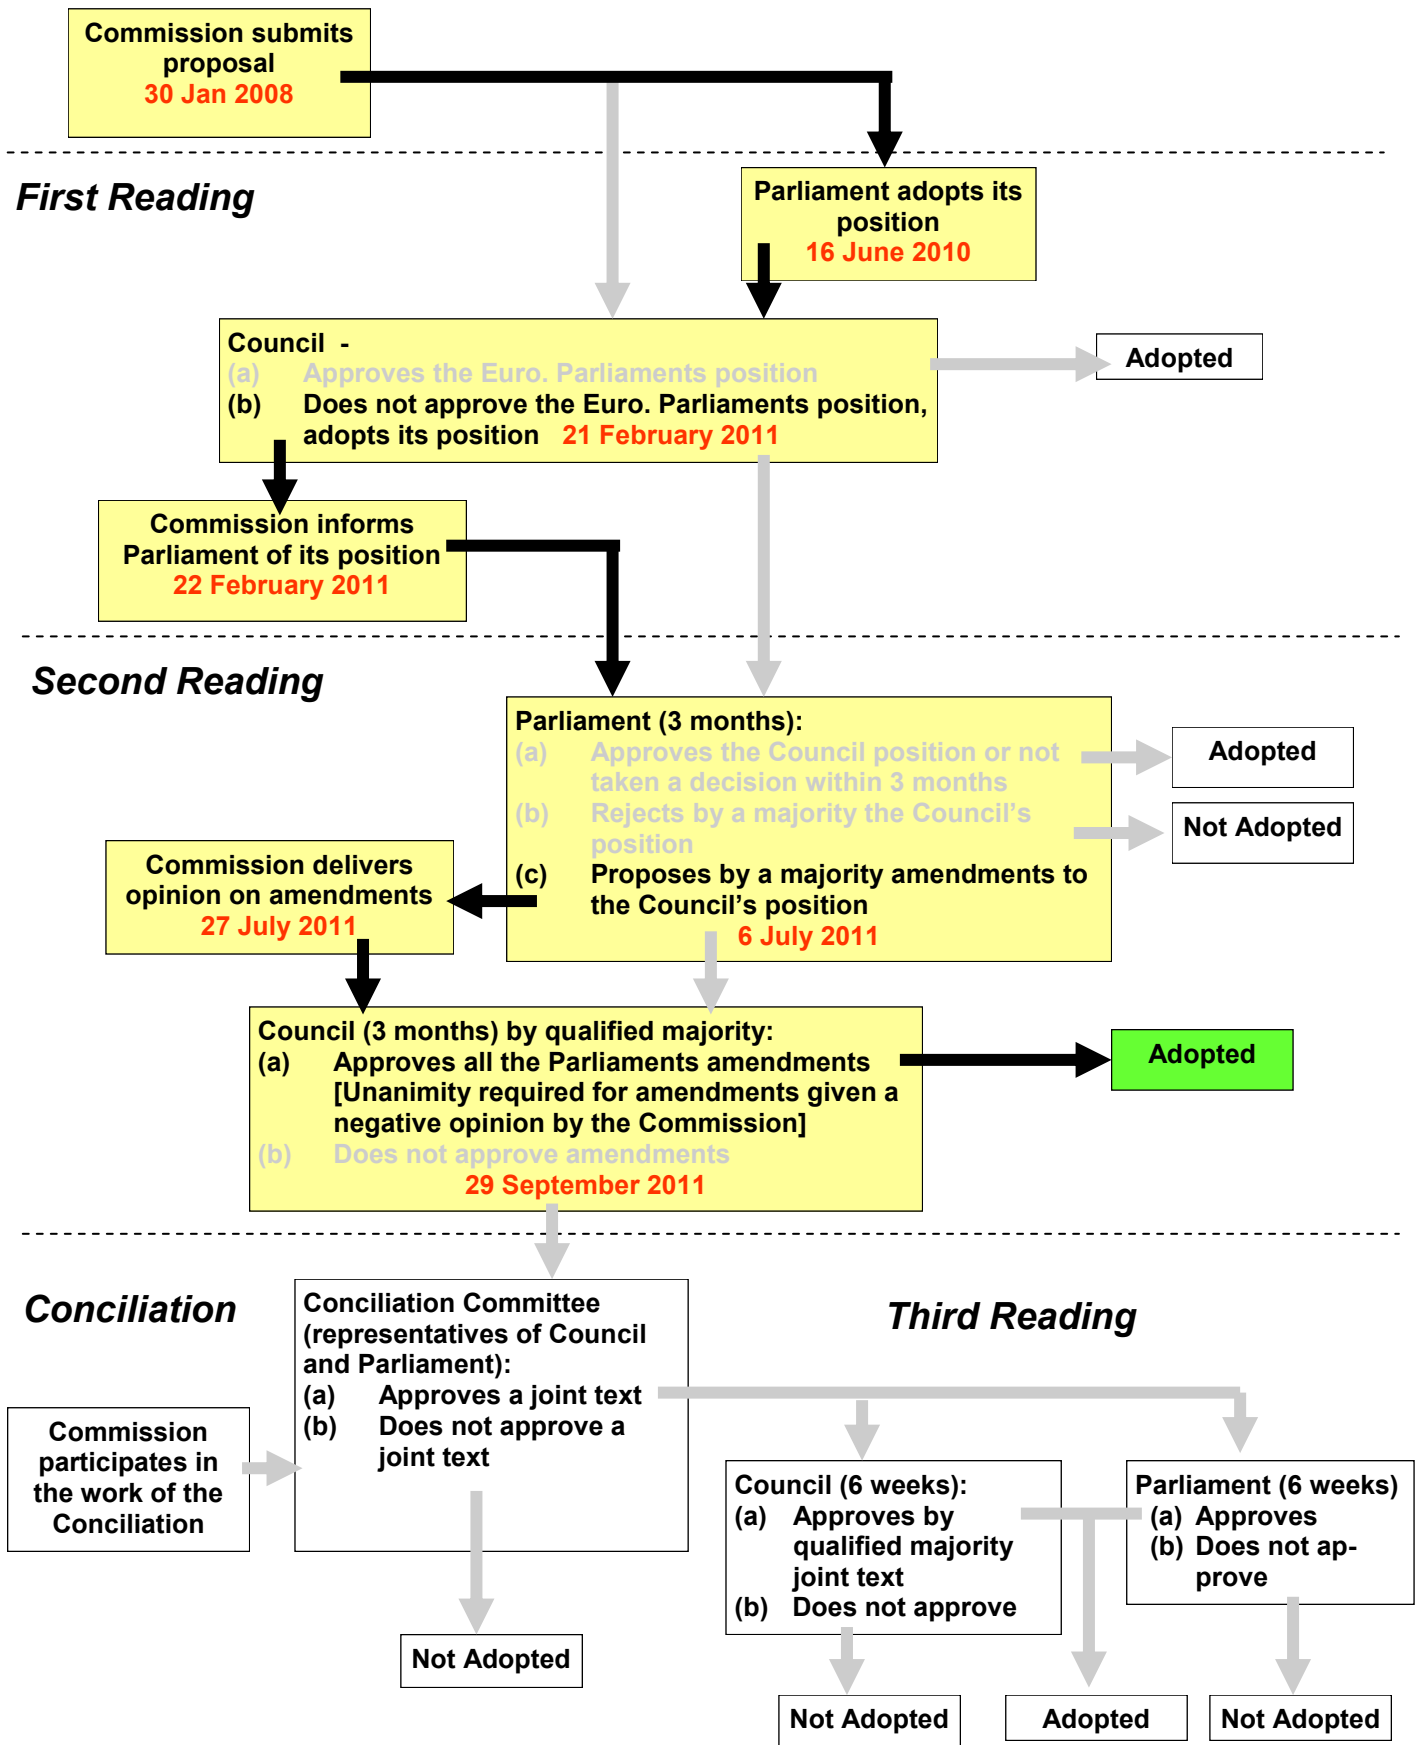 Commission submits
proposal
30 Jan 2008
First Reading
Parliament adopts its
position
16 June 2010
Council -
(a) Approves the Euro. Parliaments position
(b) Does not approve the Euro. Parliaments position,
adopts its position 21 February 2011
Adopted
Commission informs
Parliament of its position
22 February 2011
Second Reading
Parliament (3 months):
(a) Approves the Council position or not
taken a decision within 3 months
(b) Rejects by a majority the Council's
position
(c) Proposes by a majority amendments to
the Council's position
6 July 2011
Adopted
Not Adopted
Commission delivers
opinion on amendments
27 July 2011
Council (3 months) by qualified majority:
(a) Approves all the Parliaments amendments
[Unanimity required for amendments given a
negative opinion by the Commission]
(b) Does not approve amendments
29 September 2011
Adopted
Conciliation
Conciliation Committee
(representatives of Council
and Parliament):
(a) Approves a joint text
(b) Does not approve a
joint text
Third Reading
Commission
participates in
the work of the
Conciliation
Council (6 weeks):
(a) Approves by
qualified majority
joint text
(b) Does not approve
Parliament (6 weeks)
(a) Approves
(b) Does not ap-
prove
Not Adopted
Not Adopted
Adopted
Not Adopted